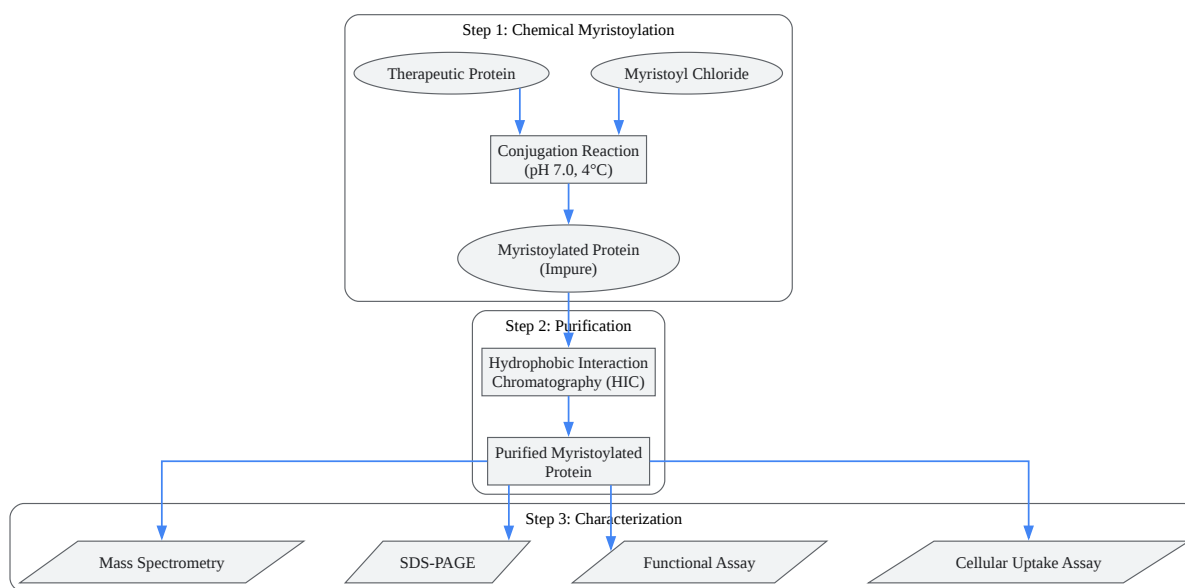 Step 1: Chemical Myristoylation
Therapeutic Protein
Myristoyl Chloride
Conjugation Reaction
(pH 7.0, 4°C)
Myristoylated Protein
(Impure)
Step 2: Purification
Hydrophobic Interaction
Chromatography (HIC)
Purified Myristoylated
Protein
Step 3: Characterization
Mass Spectrometry
SDS-PAGE
Functional Assay
Cellular Uptake Assay